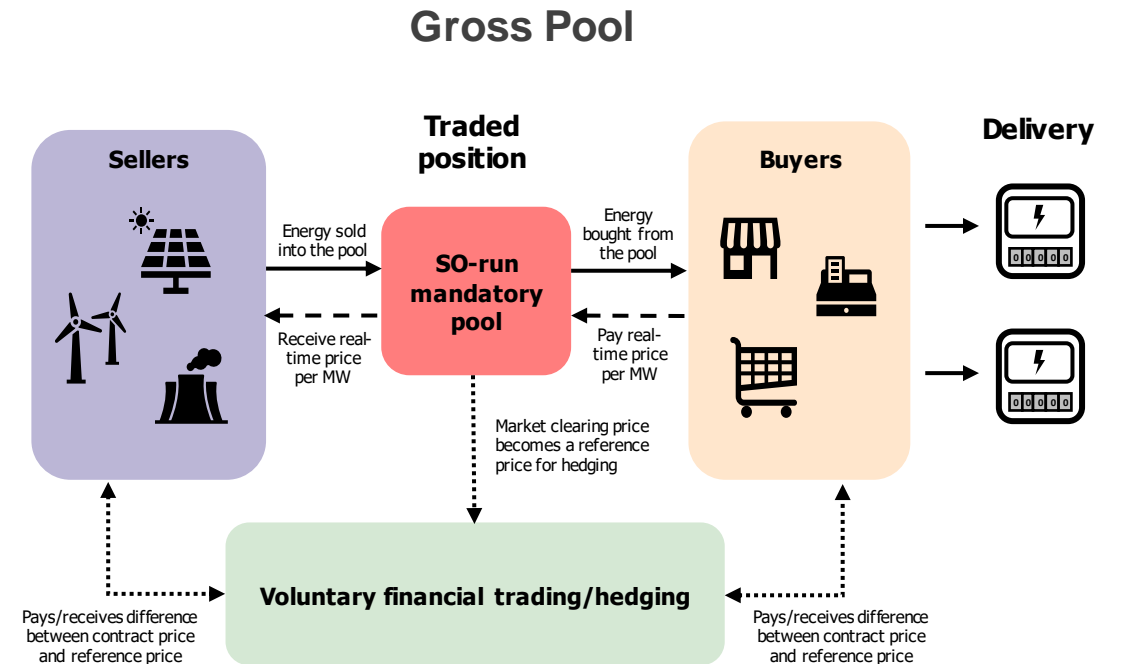 Gross Pool
Traded
position
Delivery
Sellers
Buyers
Energy sold
into the pool
Energy
bought from
the pool
SO-run
mandatory
pool
Receive real-
time price
per MW
Pay real-
time price
per MW
00000
00000
Market clearing price
becomes a reference
price for hedging
Voluntary financial trading/hedging
Pays/receives difference
between contract price
and reference price
Pays/receives difference
between contract price
and reference price